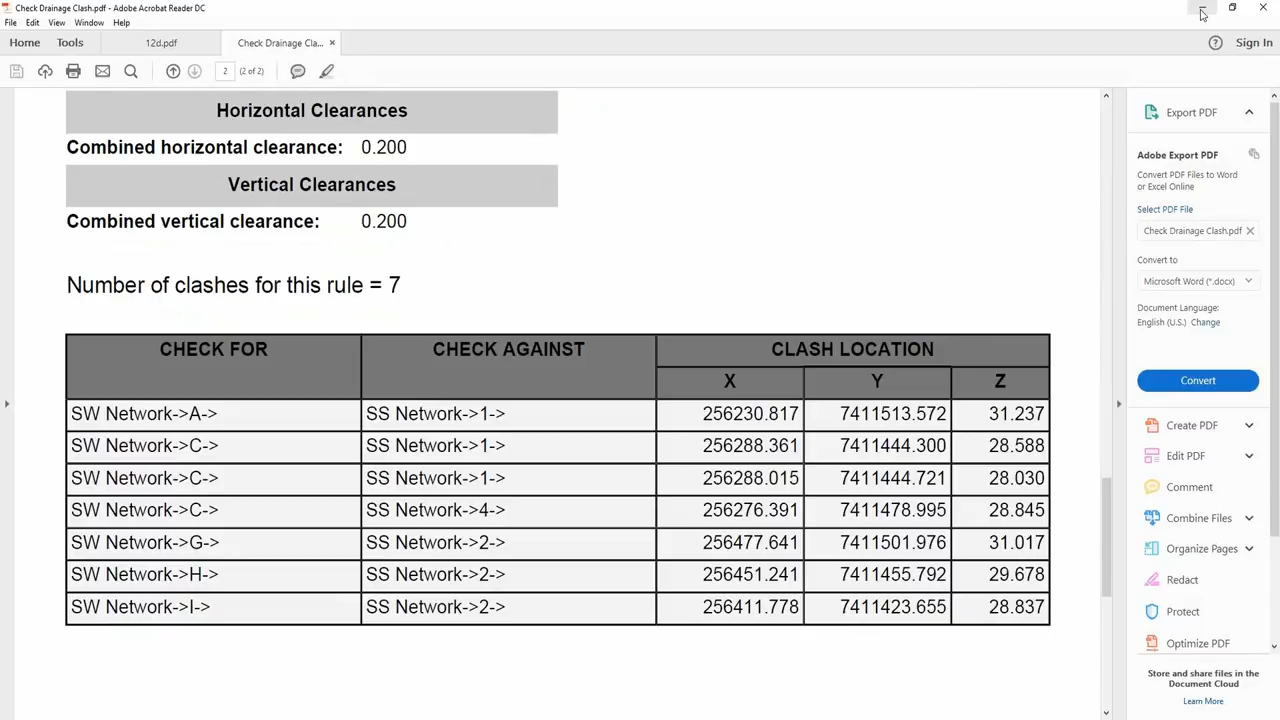 Check Drainage Clash.pdf - Adobe Acrobat Reader DC
File Edit View Window Help
Home Tools 12d.pdf Check Drainage Cla... × Sign In
2 (2 of 2)
Horizontal Clearances
Combined horizontal clearance: 0.200
Vertical Clearances
Combined vertical clearance: 0.200
Number of clashes for this rule = 7
CHECK FOR CHECK AGAINST CLASH LOCATION
X Y Z
SW Network->A-> SS Network->1-> 256230.817 7411513.572 31.237
SW Network->C-> SS Network->1-> 256288.361 7411444.300 28.588
SW Network->C-> SS Network->1-> 256288.015 7411444.721 28.030
SW Network->C-> SS Network->4-> 256276.391 7411478.995 28.845
SW Network->G-> SS Network->2-> 256477.641 7411501.976 31.017
SW Network->H-> SS Network->2-> 256451.241 7411455.792 29.678
SW Network->I-> SS Network->2-> 256411.778 7411423.655 28.837
Export PDF
Adobe Export PDF
Convert PDF Files to Word
or Excel Online
Select PDF File
Check Drainage Clash.pdf ×
Convert to
Microsoft Word (*.docx)
Document Language:
English (U.S.) Change
Convert
Create PDF
Edit PDF
Comment
Combine Files
Organize Pages
Redact
Protect
Optimize PDF
Store and share files in the
Document Cloud
Learn More